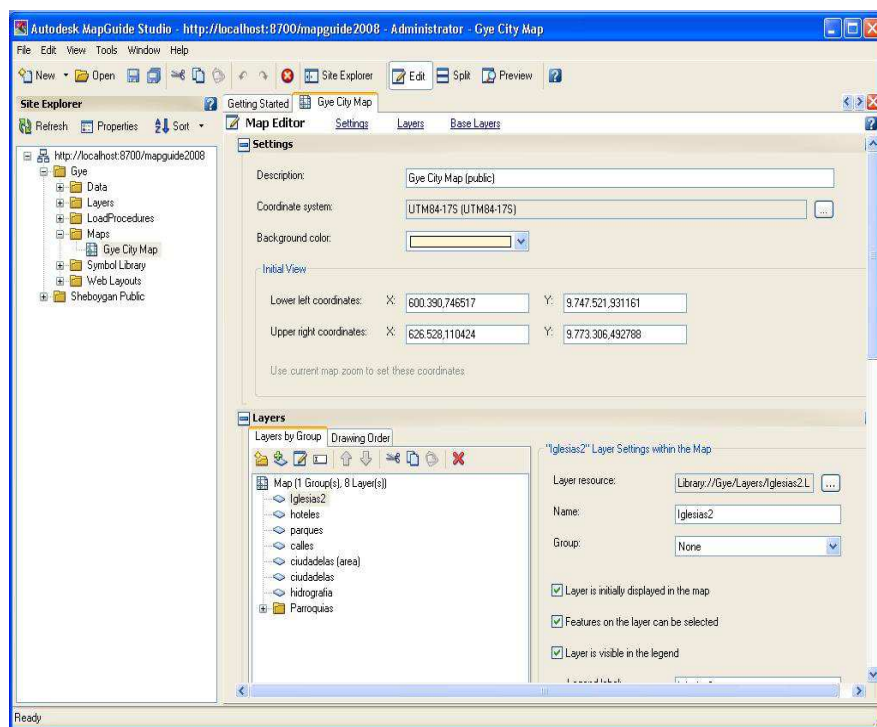 Autodesk MapGuide Studio - http://localhost:8700/mapguide2008 - Administrator - Gye City Map
File Edit View Tools Window Help
New Open Site Explorer Edit Split Preview
Site Explorer
Refresh Properties Sort
http://localhost:8700/mapguide2008
Gye
Data
Layers
LoadProcedures
Maps
Gye City Map
Symbol Library
Web Layouts
Sheboygan Public
Getting Started Gye City Map
Map Editor Settings Layers Base Layers
Settings
Description: Gye City Map (public)
Coordinate system: UTM84-17S (UTM84-17S) ...
Background color:
Initial View
Lower left coordinates: X: 600.390,746517 Y: 9.747.521,931161
Upper right coordinates: X: 626.528,110424 Y: 9.773.306,492788
Use current map zoom to set these coordinates
Layers
Layers by Group Drawing Order
Map (1 Group(s), 8 Layer(s))
Iglesias2
hoteles
parques
calles
ciudadelas (area)
ciudadelas
hidrografia
Parroquias
"Iglesias2" Layer Settings within the Map
Layer resource: Library://Gye/Layers/Iglesias2.L ...
Name: Iglesias2
Group: None
Layer is initially displayed in the map
Features on the layer can be selected
Layer is visible in the legend
Legend label:
Ready